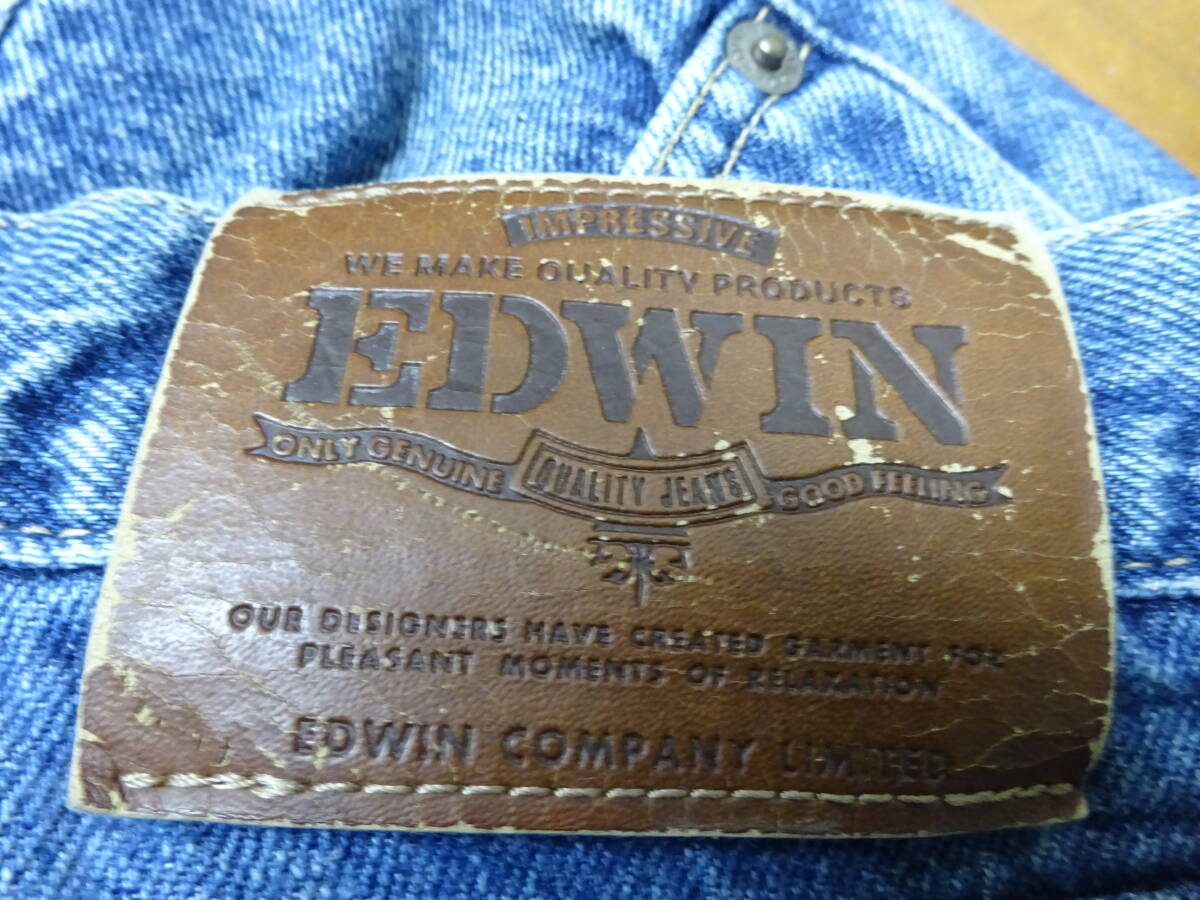 IMPRESSIVE
WE MAKE QUALITY PRODUCTS
EDWIN
ONLY GENUINE QUALITY JEANS GOOD FEELING
OUR DESIGNERS HAVE CREATED GARMENT FOR
PLEASANT MOMENTS OF RELAXATION
EDWIN COMPANY LIMITED